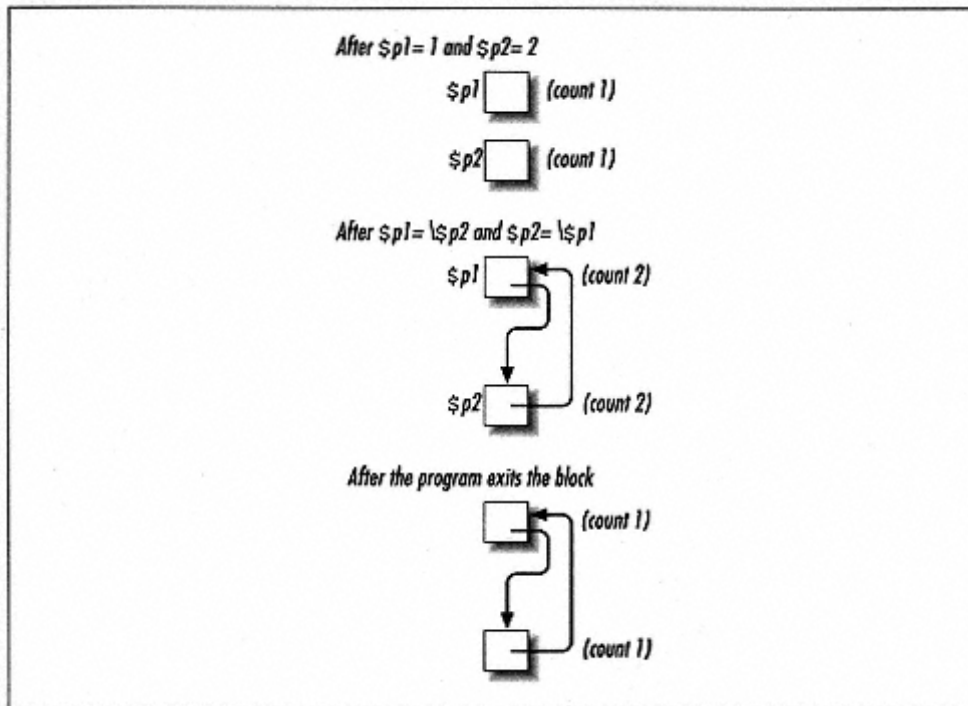 After $p1= 1 and $p2= 2
$p1 (count 1)
$p2 (count 1)
After $p1= \$p2 and $p2= \$p1
$p1 (count 2)
$p2 (count 2)
After the program exits the block
(count 1)
(count 1)